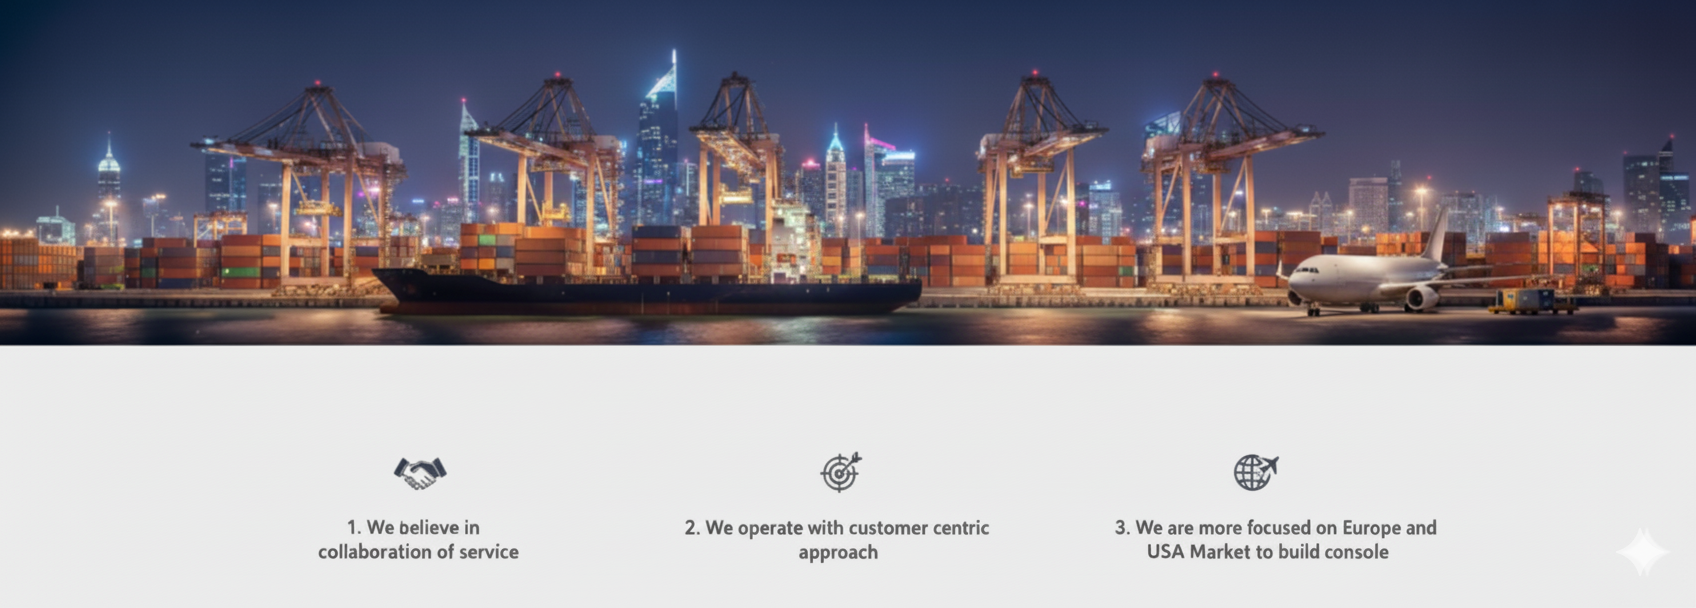 1. We believe in
collaboration of service
2. We operate with customer centric
approach
3. We are more focused on Europe and
USA Market to build console